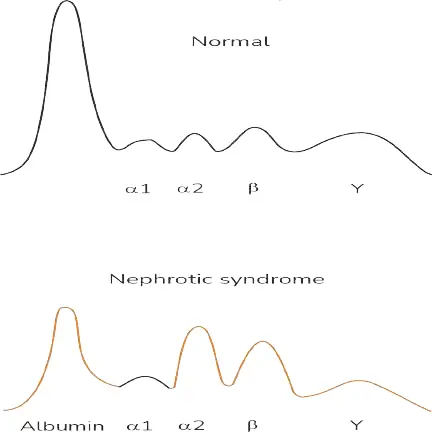 Normal
α1 α2 β Y
Nephrotic syndrome
Albumin α1 α2 β Y